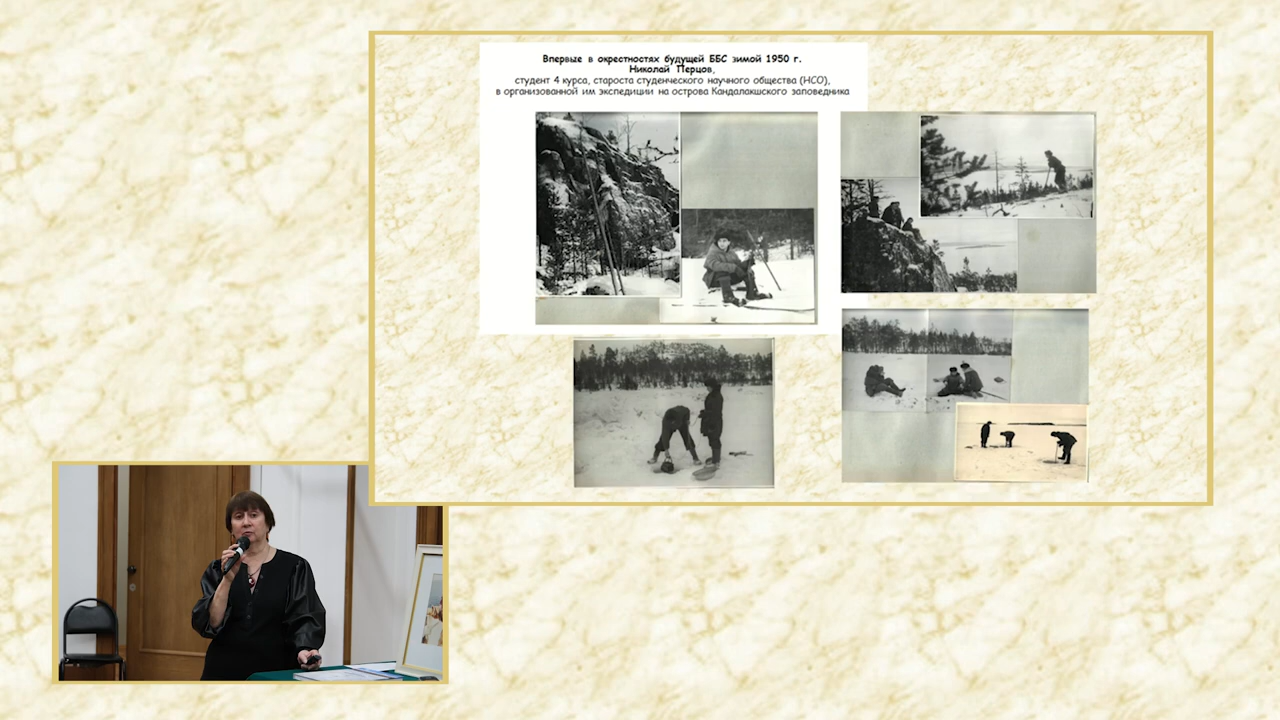 Впервые в окрестностях будущей ББС зимой 1950 г.
Николай Перцов,
студент 4 курса, староста студенческого научного общества (НСО),
в организованной им экспедиции на острова Кандалакшского заповедника